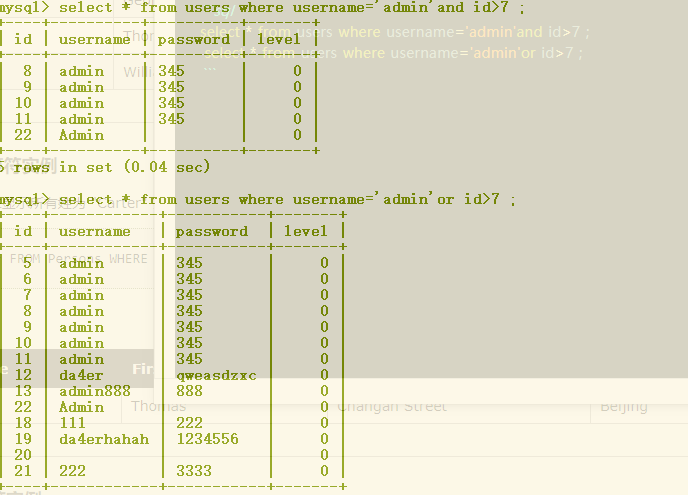 mysql> select * from users where username='admin'and id>7 ;
+----+----------+----------+-------+
| id | username | password | level |
+----+----------+----------+-------+
|  8 | admin    | 345      |     0 |
|  9 | admin    | 345      |     0 |
| 10 | admin    | 345      |     0 |
| 11 | admin    | 345      |     0 |
| 22 | Admin    |          |     0 |
+----+----------+----------+-------+
5 rows in set (0.04 sec)
mysql> select * from users where username='admin'or id>7 ;
+----+-----------+-----------+-------+
| id | username  | password  | level |
+----+-----------+-----------+-------+
|  5 | admin     | 345       |     0 |
|  6 | admin     | 345       |     0 |
|  7 | admin     | 345       |     0 |
|  8 | admin     | 345       |     0 |
|  9 | admin     | 345       |     0 |
| 10 | admin     | 345       |     0 |
| 11 | admin     | 345       |     0 |
| 12 | da4er     | qweasdzxc |     0 |
| 13 | admin888  | 888       |     0 |
| 22 | Admin     |           |     0 |
| 18 | 111       | 222       |     0 |
| 19 | da4erhahah | 1234556  |     0 |
| 20 |           |           |     0 |
| 21 | 222       | 3333      |     0 |
+----+-----------+-----------+-------+
select * from users where username='admin'and id>7 ;
select * from users where username='admin'or id>7 ;
符实例
Carter
FROM Persons WHERE
Fir
Thomas
Changan Street
Beijing